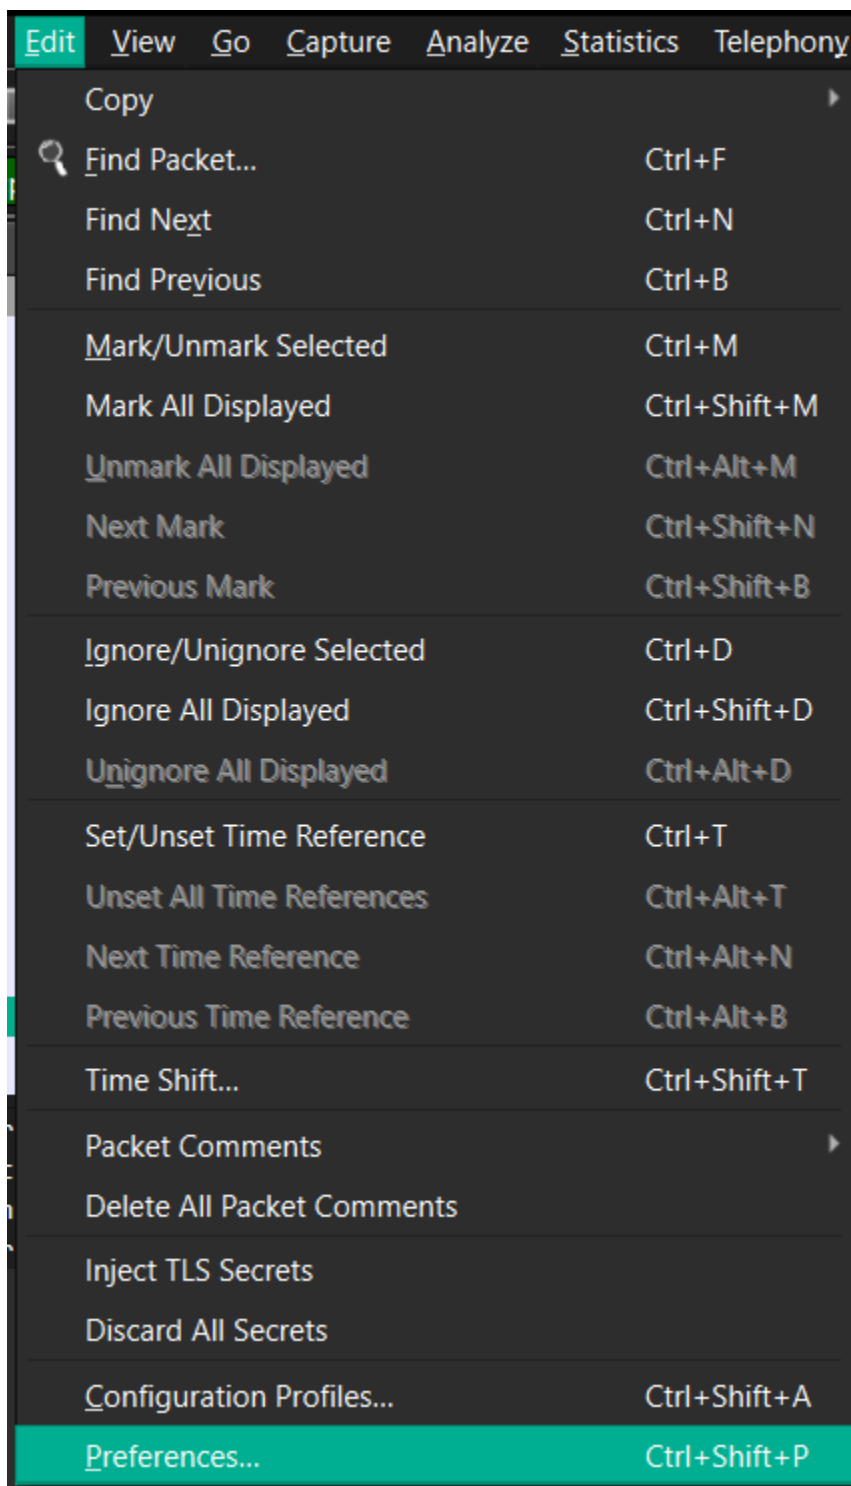 Edit View Go Capture Analyze Statistics Telephony
Copy
Find Packet... Ctrl+F
Find Next Ctrl+N
Find Previous Ctrl+B
Mark/Unmark Selected Ctrl+M
Mark All Displayed Ctrl+Shift+M
Unmark All Displayed Ctrl+Alt+M
Next Mark Ctrl+Shift+N
Previous Mark Ctrl+Shift+B
Ignore/Unignore Selected Ctrl+D
Ignore All Displayed Ctrl+Shift+D
Unignore All Displayed Ctrl+Alt+D
Set/Unset Time Reference Ctrl+T
Unset All Time References Ctrl+Alt+T
Next Time Reference Ctrl+Alt+N
Previous Time Reference Ctrl+Alt+B
Time Shift... Ctrl+Shift+T
Packet Comments
Delete All Packet Comments
Inject TLS Secrets
Discard All Secrets
Configuration Profiles... Ctrl+Shift+A
Preferences... Ctrl+Shift+P